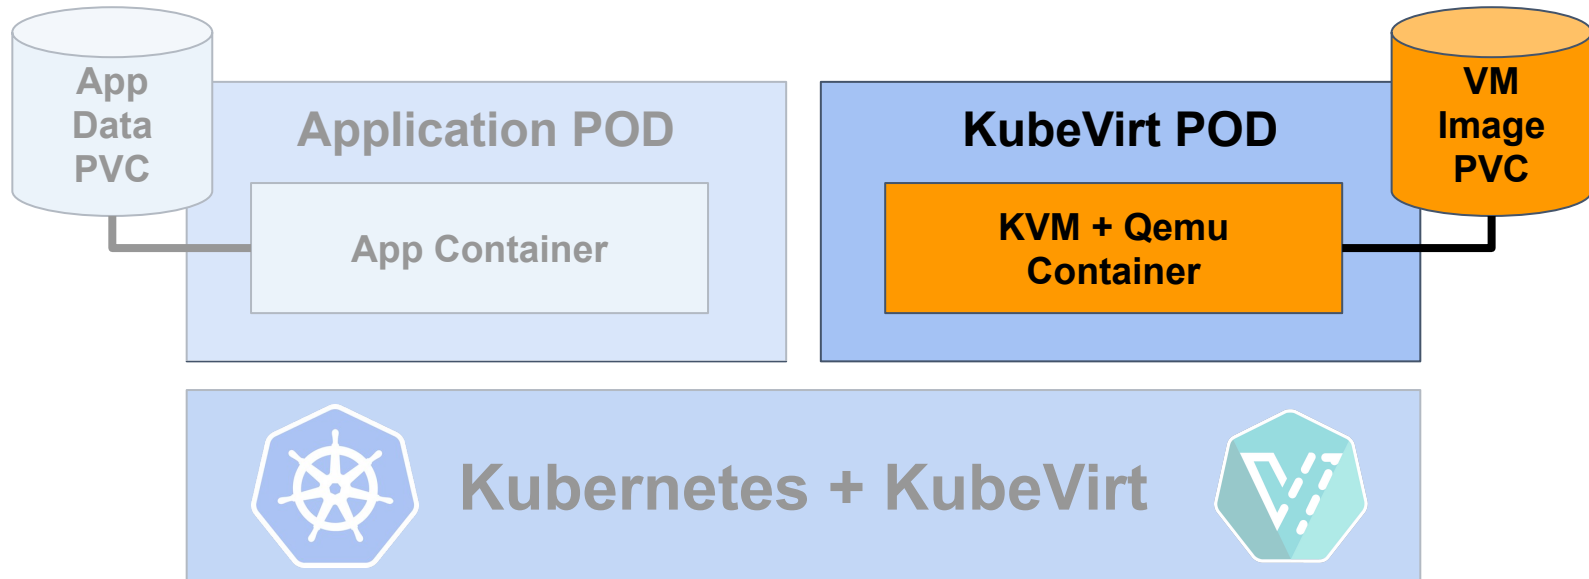 App
Data
PVC
Application POD
App Container
KubeVirt POD
KVM + Qemu
Container
VM
Image
PVC
Kubernetes + KubeVirt